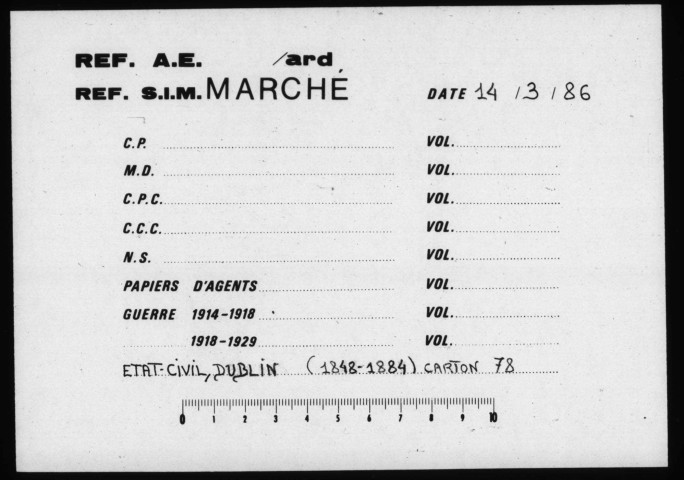 REF. A.E. /ard
REF. S.I.M. MARCHÉ DATE 14 / 3 / 86
C.P. VOL.
M.D. VOL.
C.P.C. VOL.
C.C.C. VOL.
N.S. VOL.
PAPIERS D'AGENTS VOL.
GUERRE 1914-1918 VOL.
1918-1929 VOL.
ETAT-CIVIL, DUBLIN (1848-1884) CARTON 78
0 1 2 3 4 5 6 7 8 9 10